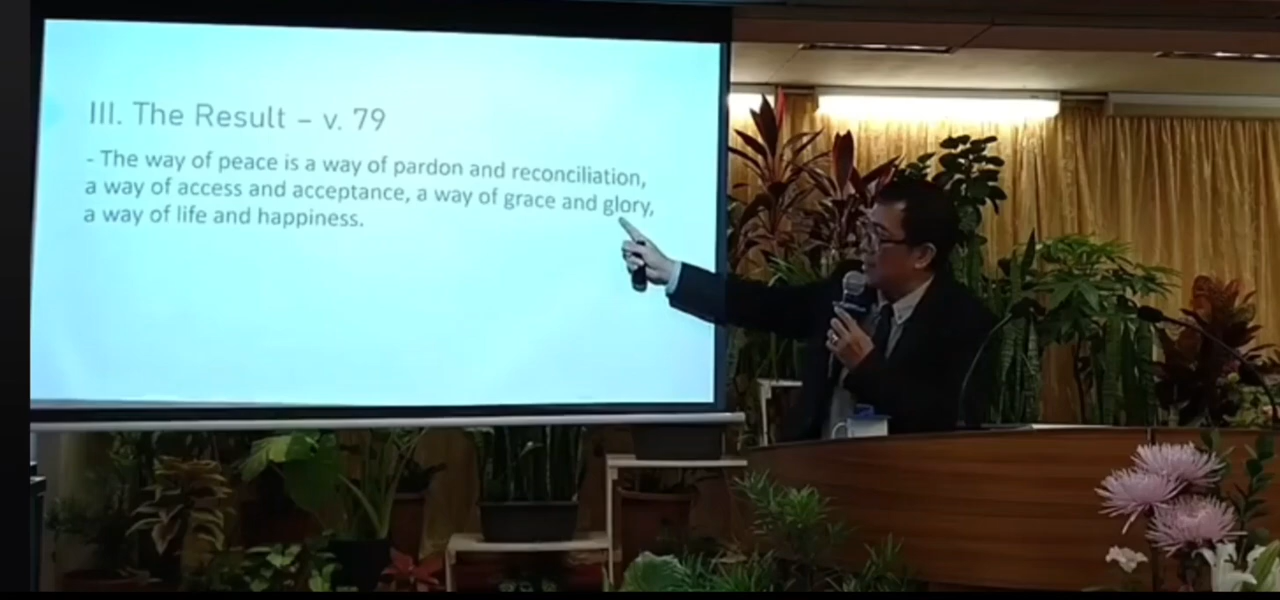 III. The Result – v. 79
- The way of peace is a way of pardon and reconciliation,
a way of access and acceptance, a way of grace and glory,
a way of life and happiness.